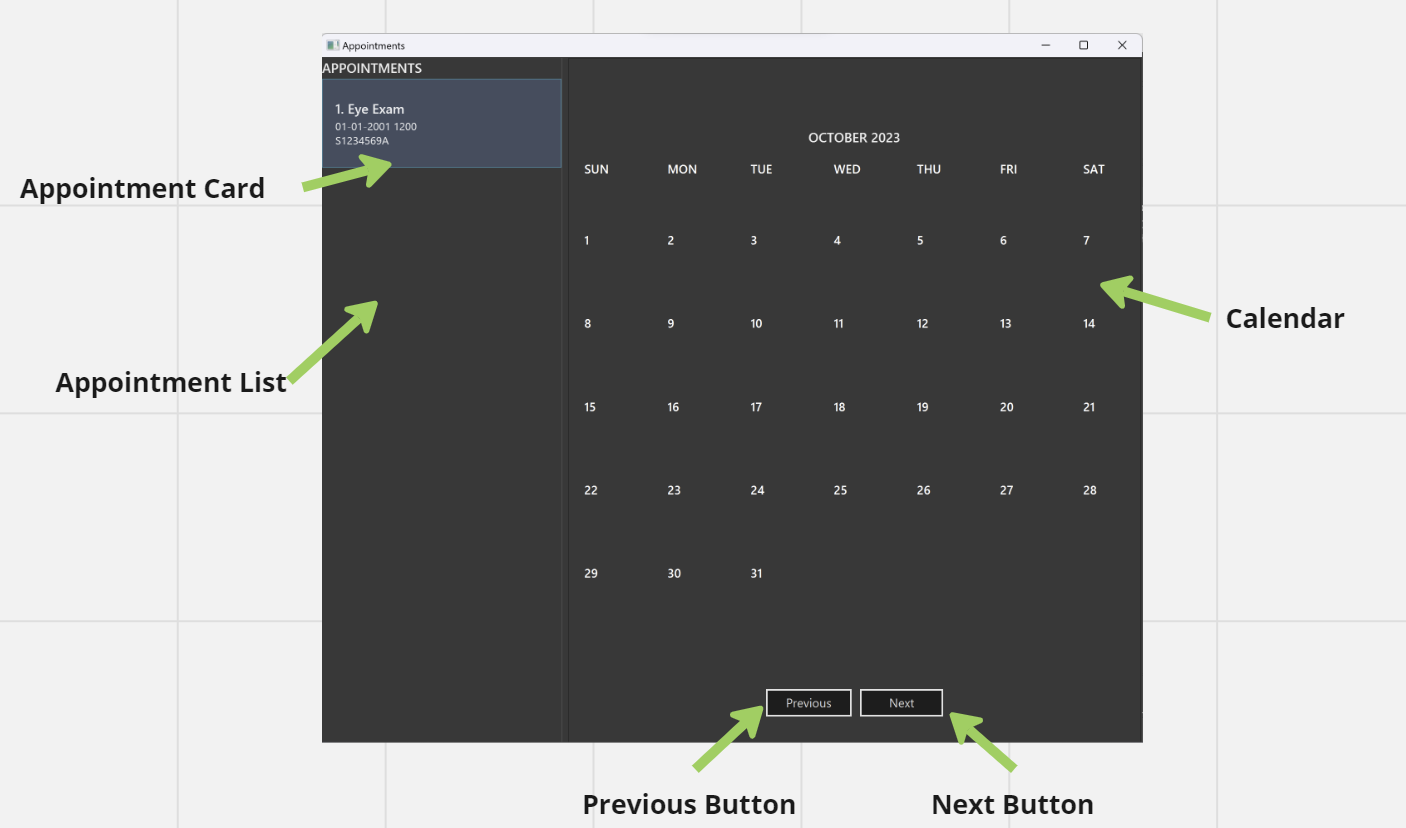 Appointments
APPOINTMENTS
1. Eye Exam
01-01-2001 1200
S1234569A
Appointment Card
Appointment List
OCTOBER 2023
SUN MON TUE WED THU FRI SAT
1 2 3 4 5 6 7
8 9 10 11 12 13 14
15 16 17 18 19 20 21
22 23 24 25 26 27 28
29 30 31
Calendar
Previous Next
Previous Button Next Button